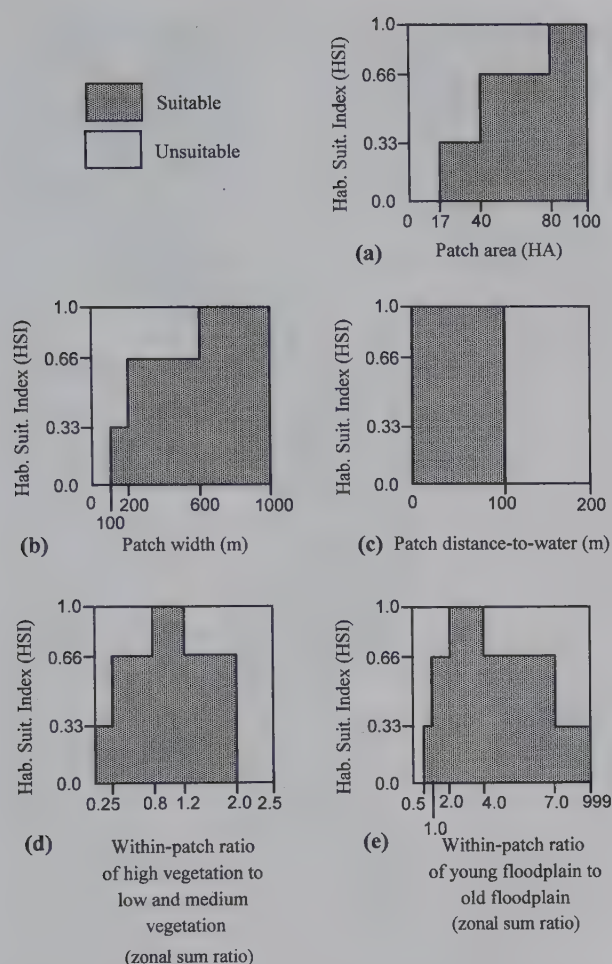 Suitable
Unsuitable
Hab. Suit. Index (HSI)
1.0
0.66
0.33
0.0
0 17 40 80 100
(a) Patch area (HA)
Hab. Suit. Index (HSI)
1.0
0.66
0.33
0.0
0 200 600 1000
100
(b) Patch width (m)
Hab. Suit. Index (HSI)
1.0
0.66
0.33
0.0
0 100 200
(c) Patch distance-to-water (m)
Hab. Suit. Index (HSI)
1.0
0.66
0.33
0.0
0.25 0.8 1.2 2.0 2.5
(d) Within-patch ratio
of high vegetation to
low and medium
vegetation
(zonal sum ratio)
Hab. Suit. Index (HSI)
1.0
0.66
0.33
0.0
0.5 2.0 4.0 7.0 999
1.0
(e) Within-patch ratio
of young floodplain to
old floodplain
(zonal sum ratio)